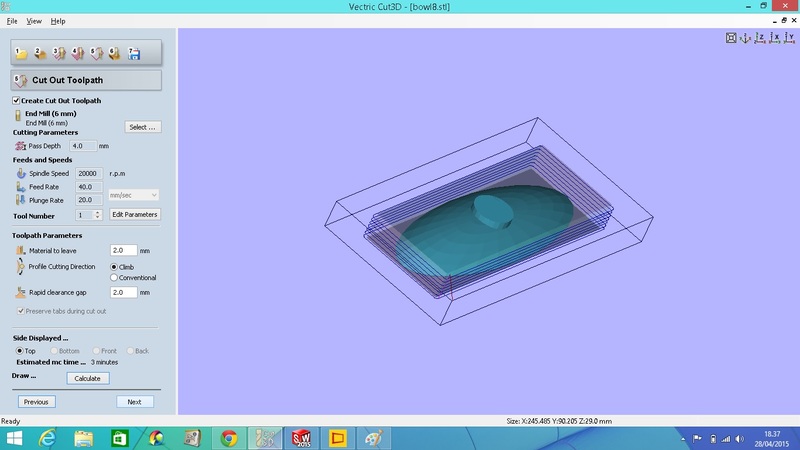 Vectric Cut3D - [bowl8.stl]
File View Help
1 2 3 4 5 6 7
Z X Y
5 Cut Out Toolpath
Create Cut Out Toolpath
End Mill (6 mm)
End Mill (6 mm)
Select ...
Cutting Parameters
Pass Depth 4.0 mm
Feeds and Speeds
Spindle Speed 20000 r.p.m
Feed Rate 40.0
mm/sec
Plunge Rate 20.0
Tool Number 1 Edit Parameters
Toolpath Parameters
Material to leave 2.0 mm
Profile Cutting Direction Climb
Conventional
Rapid clearance gap 2.0 mm
Preserve tabs during cut out
Side Displayed ...
Top Bottom Front Back
Estimated mc time ... 3 minutes
Draw ... Calculate
Previous Next
Ready
Size: X:245.485 Y:90.205 Z:29.0 mm
SW
2015
18.37
28/04/2015